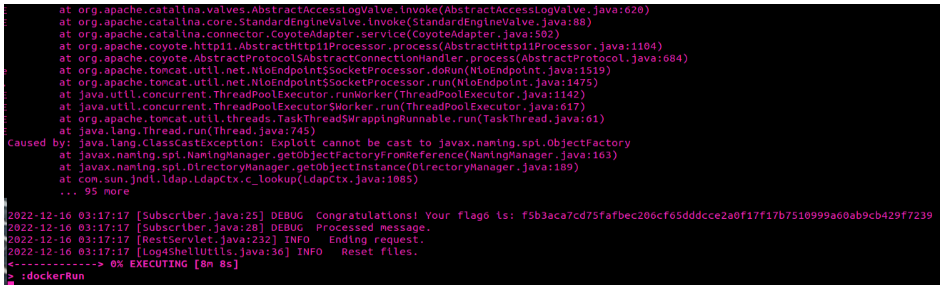 at org.apache.catalina.valves.AbstractAccessLogValve.invoke(AbstractAccessLogValve.java:620)
at org.apache.catalina.core.StandardEngineValve.invoke(StandardEngineValve.java:88)
at org.apache.catalina.connector.CoyoteAdapter.service(CoyoteAdapter.java:502)
at org.apache.coyote.http11.AbstractHttp11Processor.process(AbstractHttp11Processor.java:1104)
at org.apache.coyote.AbstractProtocol$AbstractConnectionHandler.process(AbstractProtocol.java:684)
at org.apache.tomcat.util.net.NioEndpoint$SocketProcessor.doRun(NioEndpoint.java:1519)
at org.apache.tomcat.util.net.NioEndpoint$SocketProcessor.run(NioEndpoint.java:1475)
at java.util.concurrent.ThreadPoolExecutor.runWorker(ThreadPoolExecutor.java:1142)
at java.util.concurrent.ThreadPoolExecutor$Worker.run(ThreadPoolExecutor.java:617)
at org.apache.tomcat.util.threads.TaskThread$WrappingRunnable.run(TaskThread.java:61)
at java.lang.Thread.run(Thread.java:745)
Caused by: java.lang.ClassCastException: Exploit cannot be cast to javax.naming.spi.ObjectFactory
at javax.naming.spi.NamingManager.getObjectFactoryFromReference(NamingManager.java:163)
at javax.naming.spi.DirectoryManager.getObjectInstance(DirectoryManager.java:189)
at com.sun.jndi.ldap.LdapCtx.c_lookup(LdapCtx.java:1085)
... 95 more
2022-12-16 03:17:17 [Subscriber.java:25] DEBUG Congratulations! Your flag6 is: f5b3aca7cd75fafbec206cf65dddcce2a0f17f17b7510999a60ab9cb429f7239
2022-12-16 03:17:17 [Subscriber.java:28] DEBUG Processed message.
2022-12-16 03:17:17 [RestServlet.java:232] INFO Ending request.
2022-12-16 03:17:17 [Log4ShellUtils.java:36] INFO Reset files.
<-------------> 0% EXECUTING [8m 8s]
> :dockerRun